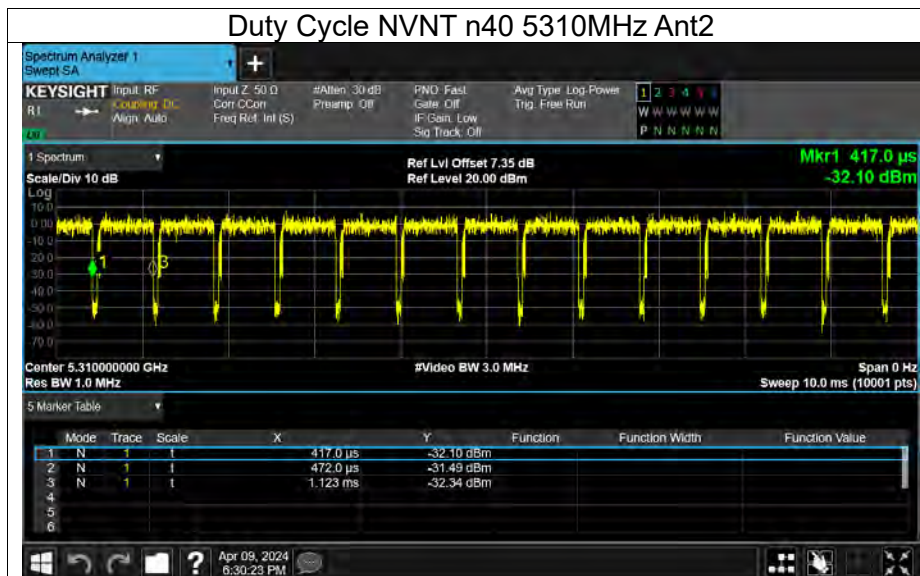 Duty Cycle NVNT n40 5310MHz Ant2
Spectrum Analyzer 1
Swept SA
+
KEYSIGHT Input: RF Input Z: 50 Ω #Atten: 30 dB PNO: Fast Avg Type: Log-Power 1 2 3 4 5 6
R1 Coupling: DC Corr CCorr Preamp: Off Gate: Off Trig: Free Run W W W W W W
Align: Auto Freq Ref: Int (S) IF Gain: Low P N N N N N
Sig Track: Off
1 Spectrum Ref Lvl Offset 7.35 dB Mkr1 417.0 µs
Scale/Div 10 dB Ref Level 20.00 dBm -32.10 dBm
Log
10.0
0.00
-10.0
-20.0
-30.0
-40.0
-50.0
-60.0
-70.0
1
3
Center 5.310000000 GHz #Video BW 3.0 MHz Span 0 Hz
Res BW 1.0 MHz Sweep 10.0 ms (10001 pts)
5 Marker Table
Mode Trace Scale X Y Function Function Width Function Value
1 N 1 t 417.0 µs -32.10 dBm
2 N 1 t 472.0 µs -31.49 dBm
3 N 1 t 1.123 ms -32.34 dBm
4
5
6
? Apr 09, 2024
6:30:23 PM